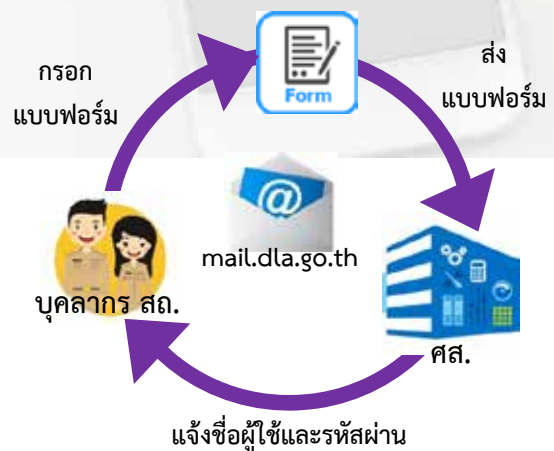 กรอก
แบบฟอร์ม
Form
ส่ง
แบบฟอร์ม
@
mail.dla.go.th
บุคลากร สถ.
ศส.
แจ้งชื่อผู้ใช้และรหัสผ่าน